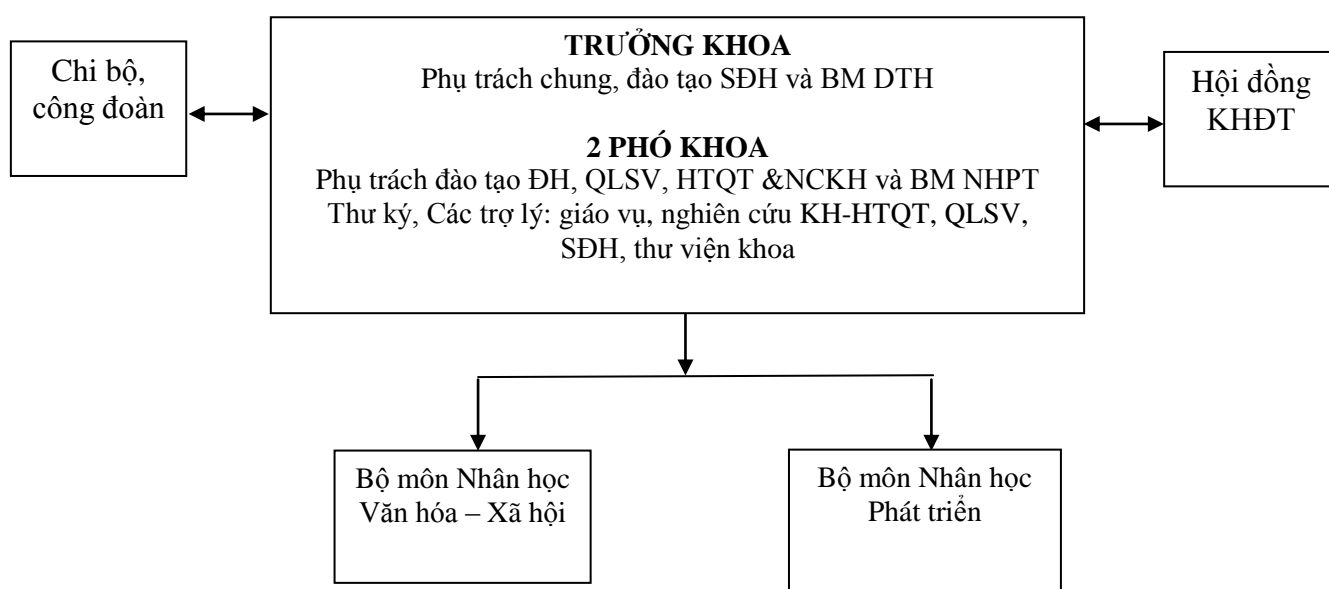 Chi bộ,
công đoàn
TRƯỞNG KHOA
Phụ trách chung, đào tạo SĐH và BM DTH
2 PHÓ KHOA
Phụ trách đào tạo ĐH, QLSV, HTQT &NCKH và BM NHPT
Thư ký, Các trợ lý: giáo vụ, nghiên cứu KH-HTQT, QLSV,
SĐH, thư viện khoa
Hội đồng
KHĐT
Bộ môn Nhân học
Văn hóa – Xã hội
Bộ môn Nhân học
Phát triển